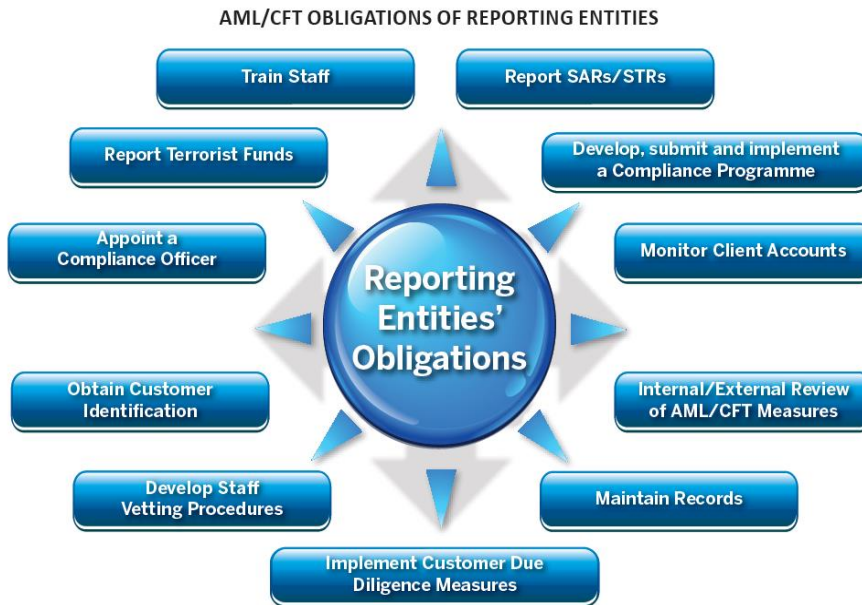 AML/CFT OBLIGATIONS OF REPORTING ENTITIES
Train Staff
Report SARs/STRs
Report Terrorist Funds
Develop, submit and implement
a Compliance Programme
Appoint a
Compliance Officer
Monitor Client Accounts
Reporting
Entities’
Obligations
Obtain Customer
Identification
Internal/External Review
of AML/CFT Measures
Develop Staff
Vetting Procedures
Maintain Records
Implement Customer Due
Diligence Measures